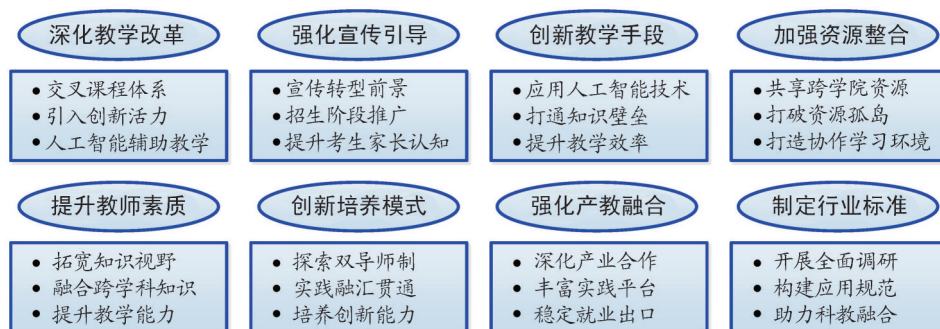 深化教学改革
• 交叉课程体系
• 引入创新活力
• 人工智能辅助教学
强化宣传引导
• 宣传转型前景
• 招生阶段推广
• 提升考生家长认知
创新教学手段
• 应用人工智能技术
• 打通知识壁垒
• 提升教学效率
加强资源整合
• 共享跨学院资源
• 打破资源孤岛
• 打造协作学习环境
提升教师素质
• 拓宽知识视野
• 融合跨学科知识
• 提升教学能力
创新培养模式
• 探索双导师制
• 实践融汇贯通
• 培养创新能力
强化产教融合
• 深化产业合作
• 丰富实践平台
• 稳定就业出口
制定行业标准
• 开展全面调研
• 构建应用规范
• 助力科教融合